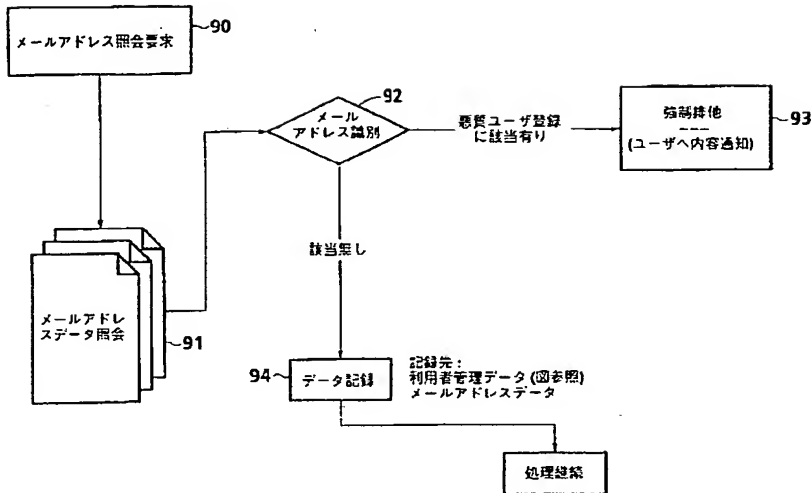 メールアドレス照会要求
90
メールアドレ
スデータ照会
91
メール
アドレス識別
92
悪質ユーザ登録
に該当有り
強制排他
(ユーザへ内容通知)
93
該当無し
94
データ記録
記録先:
利用者管理データ(図参照)
メールアドレスデータ
処理継続